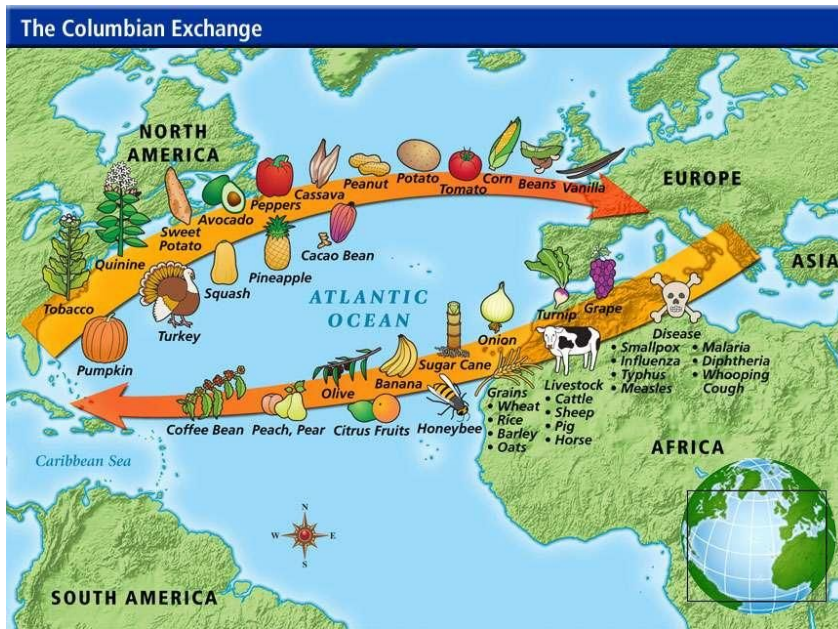 The Columbian Exchange
NORTH
AMERICA
EUROPE
ASIA
Tobacco
Quinine
Sweet
Potato
Avocado
Peppers
Cassava
Peanut
Potato
Tomato
Corn
Beans
Vanilla
Pumpkin
Turkey
Squash
Pineapple
Cacao Bean
ATLANTIC
OCEAN
Coffee Bean
Peach, Pear
Olive
Citrus Fruits
Banana
Sugar Cane
Honeybee
Onion
Turnip
Grape
Grains
• Wheat
• Rice
• Barley
• Oats
Livestock
• Cattle
• Sheep
• Pig
• Horse
Disease
• Smallpox
• Influenza
• Typhus
• Measles
• Malaria
• Diphtheria
• Whooping
Cough
AFRICA
Caribbean Sea
N
W
E
S
SOUTH AMERICA